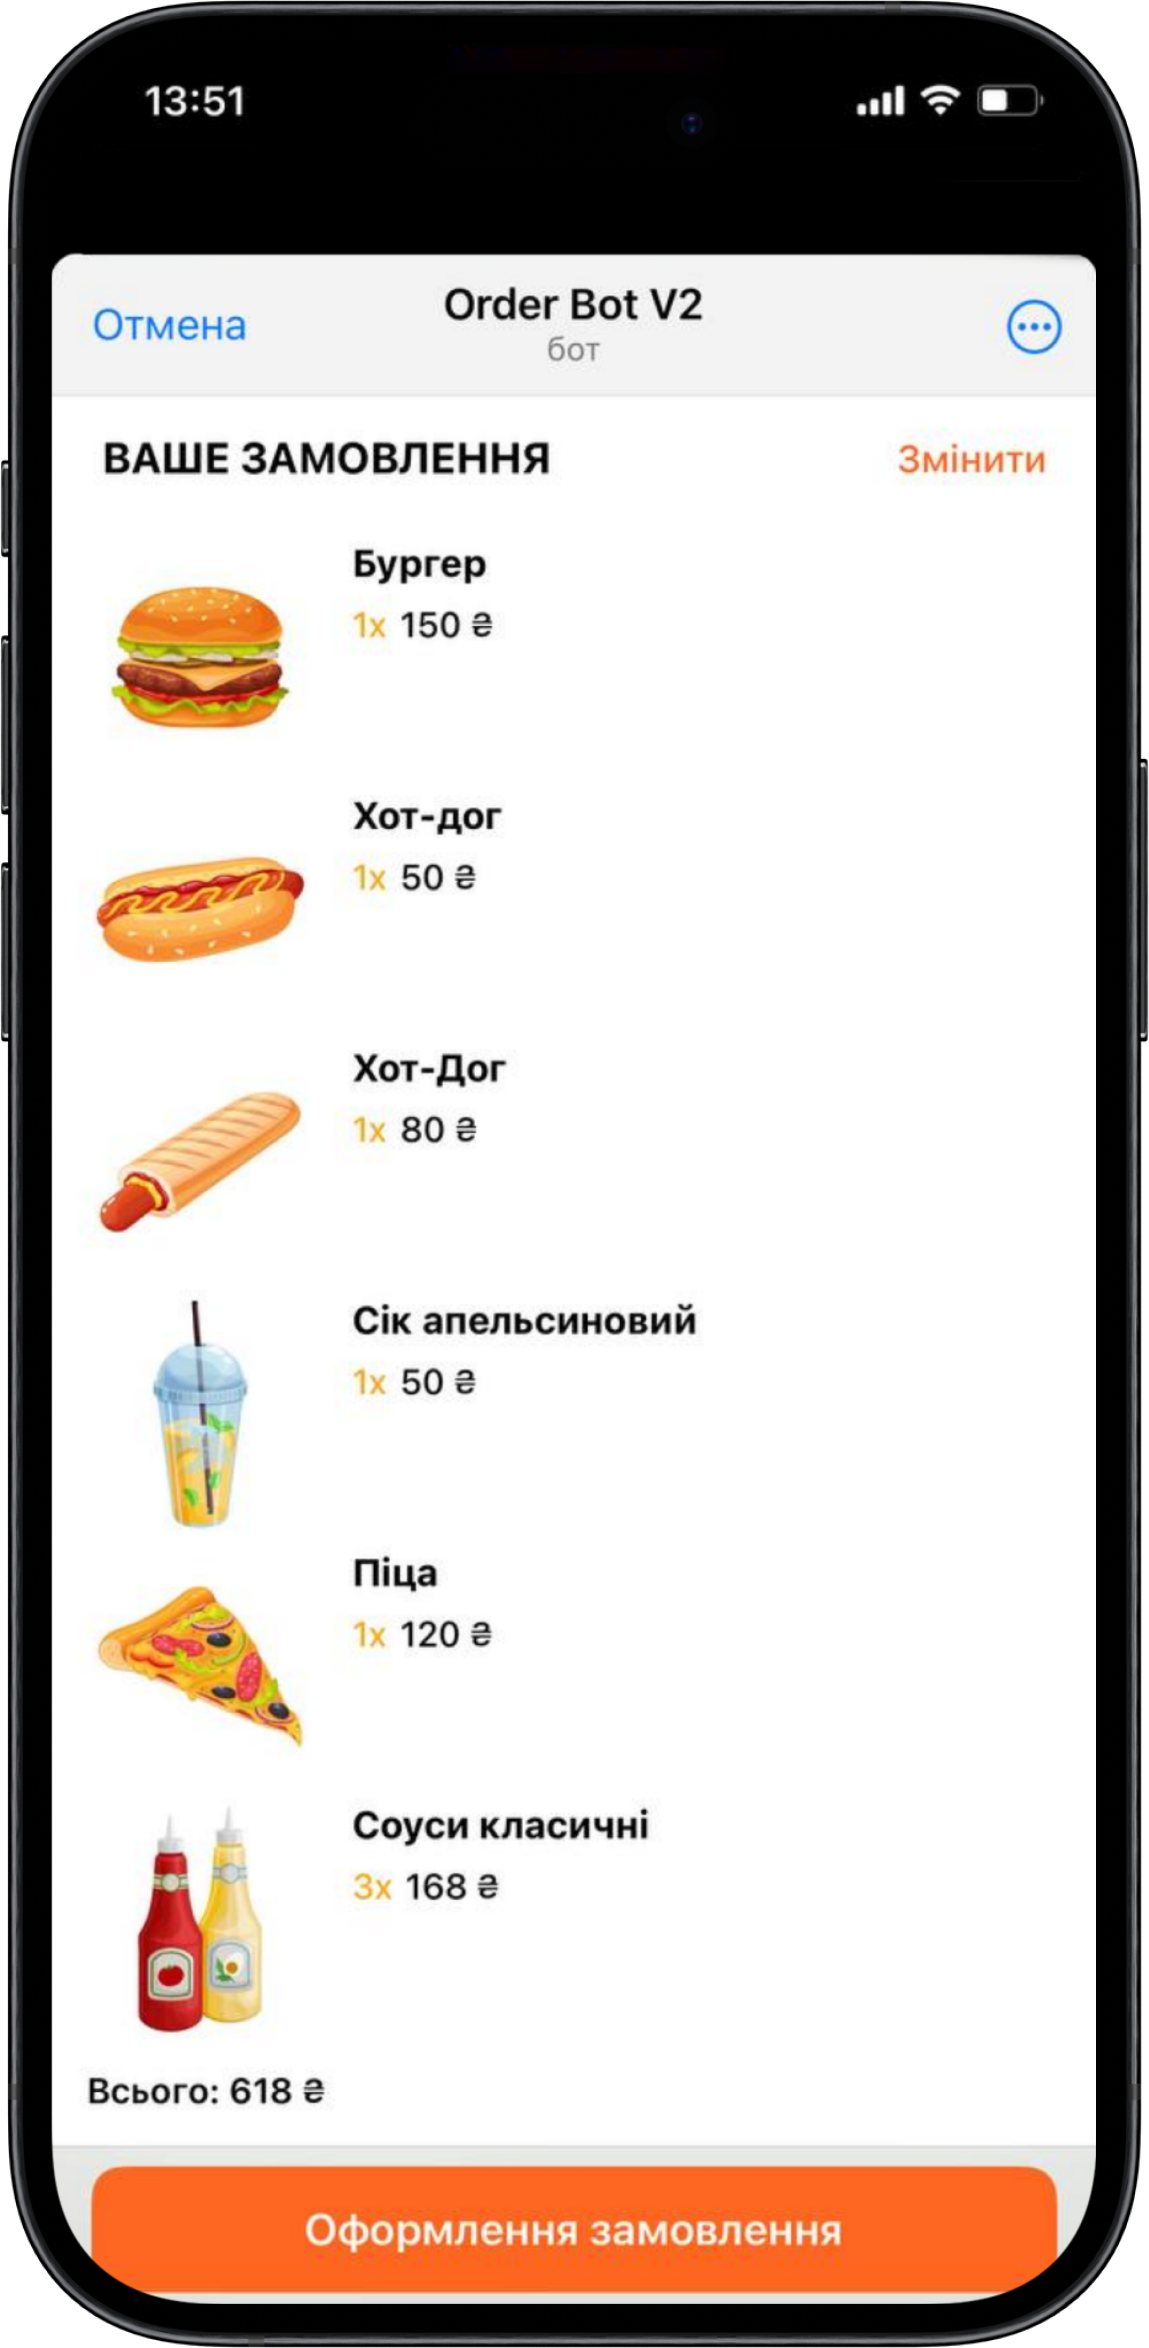 13:51
Отмена
Order Bot V2
бот
ВАШЕ ЗАМОВЛЕННЯ
Змінити
Бургер
1x 150 ₴
Хот-дог
1x 50 ₴
Хот-Дог
1x 80 ₴
Сік апельсиновий
1x 50 ₴
Піца
1x 120 ₴
Соуси класичні
3x 168 ₴
Всього: 618 ₴
Оформлення замовлення